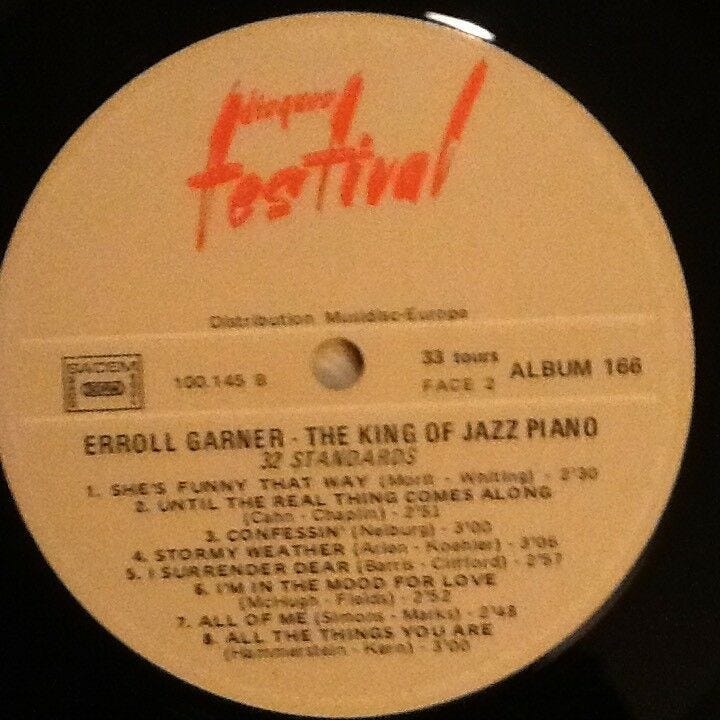 disques
festival
Distribution Musidisc-Europe
SACEM
100.145 B
33 tours
FACE 2
ALBUM 166
ERROLL GARNER - THE KING OF JAZZ PIANO
32 STANDARDS
1. SHE'S FUNNY THAT WAY (Morit - Whiting) - 2'30
2. UNTIL THE REAL THING COMES ALONG
(Cahn - Chaplin) - 2'51
3. CONFESSIN' (Neiburg) - 3'00
4. STORMY WEATHER (Arlen - Koehler) - 3'06
5. I SURRENDER DEAR (Barris - Clifford) - 2'57
6. I'M IN THE MOOD FOR LOVE
(McHugh - Fields) - 2'52
7. ALL OF ME (Simons - Marks) - 2'48
8. ALL THE THINGS YOU ARE
(Hammerstein - Kern) - 3'00